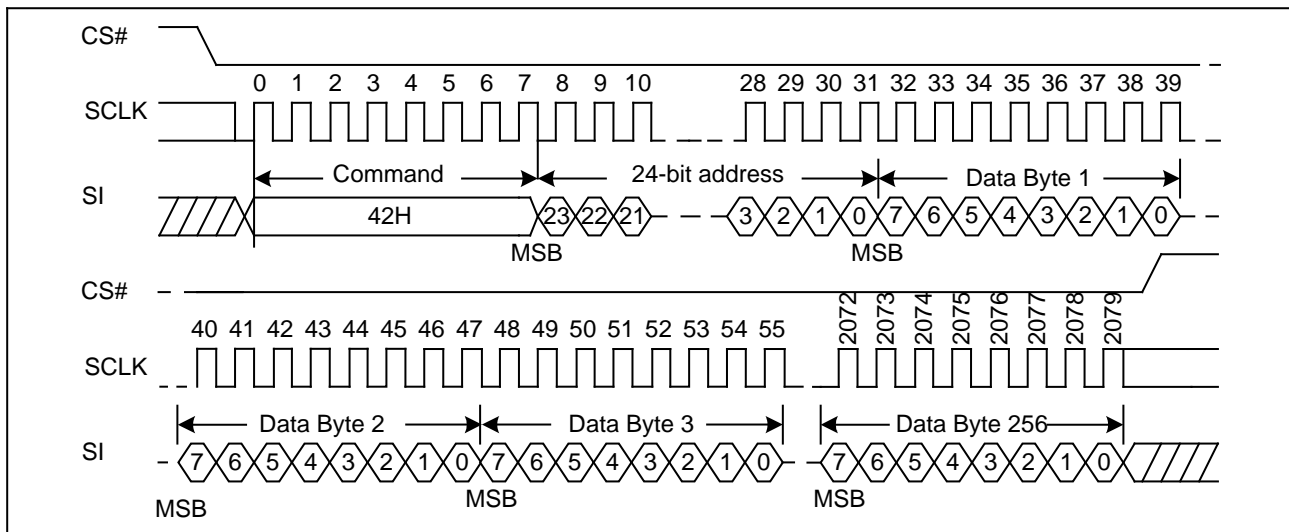 CS#
0 1 2 3 4 5 6 7 8 9 10 28 29 30 31 32 33 34 35 36 37 38 39
SCLK
Command 24-bit address Data Byte 1
SI
42H 23 22 21 3 2 1 0 7 6 5 4 3 2 1 0
MSB MSB
CS#
40 41 42 43 44 45 46 47 48 49 50 51 52 53 54 55 2072 2073 2074 2075 2076 2077 2078 2079
SCLK
Data Byte 2 Data Byte 3 Data Byte 256
SI
7 6 5 4 3 2 1 0 7 6 5 4 3 2 1 0 7 6 5 4 3 2 1 0
MSB MSB MSB